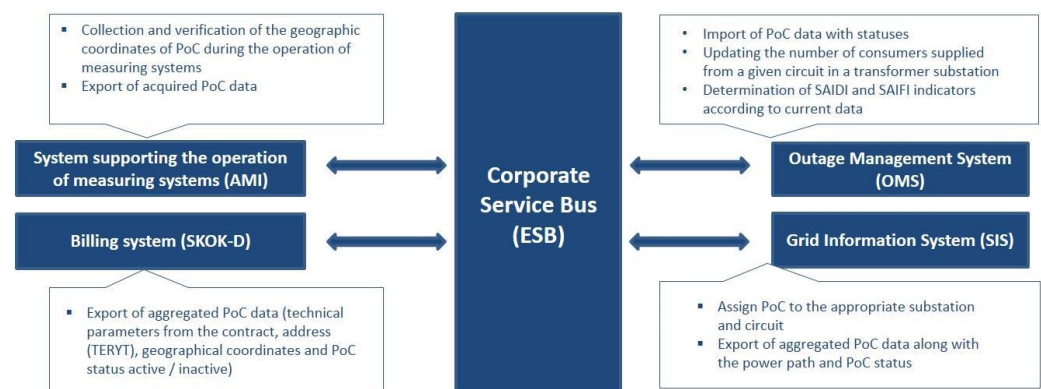 Collection and verification of the geographic
coordinates of PoC during the operation of
measuring systems
Export of acquired PoC data
System supporting the operation
of measuring systems (AMI)
Billing system (SKOK-D)
Export of aggregated PoC data (technical
parameters from the contract, address
(TERYT), geographical coordinates and PoC
status active / inactive)
Corporate
Service Bus
(ESB)
Import of PoC data with statuses
Updating the number of consumers supplied
from a given circuit in a transformer substation
Determination of SAIDI and SAIFI indicators
according to current data
Outage Management System
(OMS)
Grid Information System (SIS)
Assign PoC to the appropriate substation
and circuit
Export of aggregated PoC data along with
the power path and PoC status